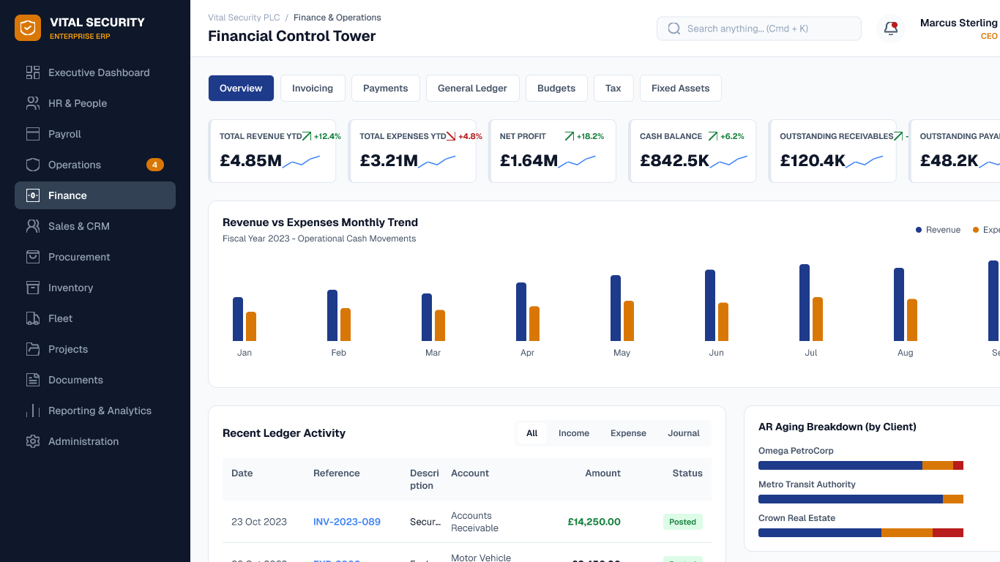 VITAL SECURITY
ENTERPRISE ERP
Executive Dashboard
HR & People
Payroll
Operations
4
Finance
Sales & CRM
Procurement
Inventory
Fleet
Projects
Documents
Reporting & Analytics
Administration
Vital Security PLC / Finance & Operations
Financial Control Tower
Search anything... (Cmd + K)
Marcus Sterling
CEO
Overview
Invoicing
Payments
General Ledger
Budgets
Tax
Fixed Assets
TOTAL REVENUE YTD +12.4%
£4.85M
TOTAL EXPENSES YTD +4.8%
£3.21M
NET PROFIT +18.2%
£1.64M
CASH BALANCE +6.2%
£842.5K
OUTSTANDING RECEIVABLES -
£120.4K
OUTSTANDING PAYA
£48.2K
Revenue vs Expenses Monthly Trend
Fiscal Year 2023 - Operational Cash Movements
Revenue
Expe
Jan
Feb
Mar
Apr
May
Jun
Jul
Aug
Se
Recent Ledger Activity
All
Income
Expense
Journal
Date
Reference
Descri
ption
Account
Amount
Status
23 Oct 2023
INV-2023-089
Secur...
Accounts
Receivable
£14,250.00
Posted
Motor Vehicle
AR Aging Breakdown (by Client)
Omega PetroCorp
Metro Transit Authority
Crown Real Estate